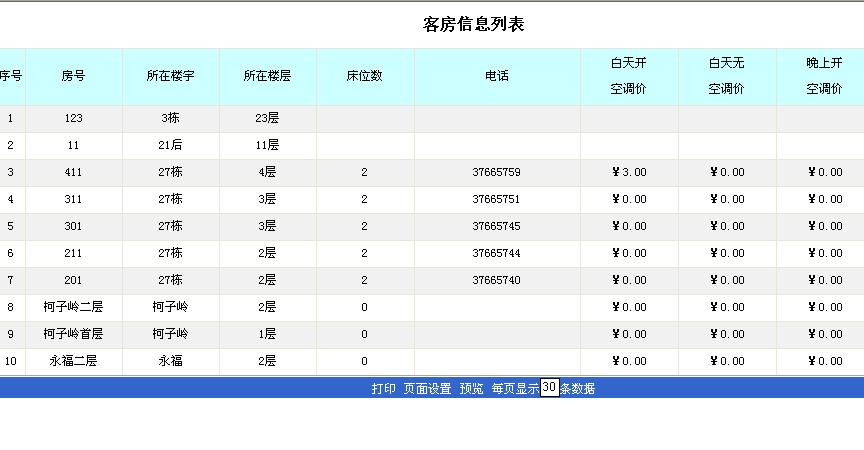 客房信息列表
序号 房号 所在楼宇 所在楼层 床位数 电话 白天开空调价 白天无空调价 晚上开空调价
1 123 3栋 23层
2 11 21后 11层
3 411 27栋 4层 2 37665759 ¥3.00 ¥0.00 ¥0.00
4 311 27栋 3层 2 37665751 ¥0.00 ¥0.00 ¥0.00
5 301 27栋 3层 2 37665745 ¥0.00 ¥0.00 ¥0.00
6 211 27栋 2层 2 37665744 ¥0.00 ¥0.00 ¥0.00
7 201 27栋 2层 2 37665740 ¥0.00 ¥0.00 ¥0.00
8 柯子岭二层 柯子岭 2层 0 ¥0.00 ¥0.00 ¥0.00
9 柯子岭首层 柯子岭 1层 0 ¥0.00 ¥0.00 ¥0.00
10 永福二层 永福 2层 0 ¥0.00 ¥0.00 ¥0.00
打印 页面设置 预览 每页显示30条数据